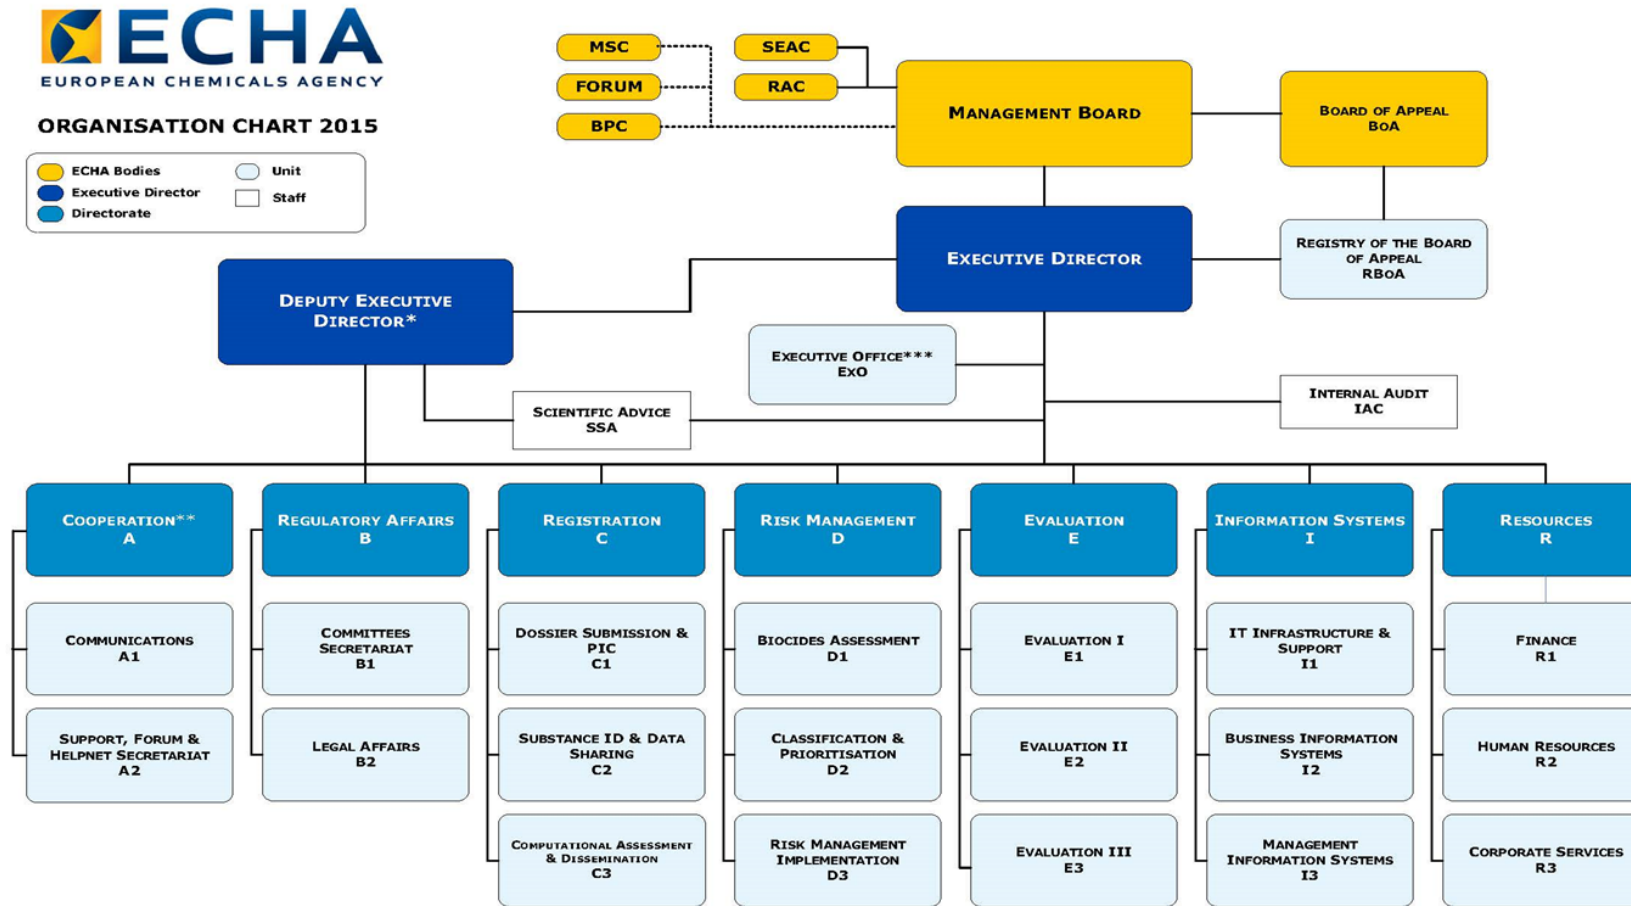 ECHA
EUROPEAN CHEMICALS AGENCY
ORGANISATION CHART 2015
ECHA Bodies
Executive Director
Directorate
Unit
Staff
MSC
FORUM
BPC
SEAC
RAC
MANAGEMENT BOARD
BOARD OF APPEAL
BOA
EXECUTIVE DIRECTOR
REGISTRY OF THE BOARD
OF APPEAL
RBOA
DEPUTY EXECUTIVE
DIRECTOR*
EXECUTIVE OFFICE***
EXO
SCIENTIFIC ADVICE
SSA
INTERNAL AUDIT
IAC
COOPERATION**
A
COMMUNICATIONS
A1
SUPPORT, FORUM &
HELPNET SECRETARIAT
A2
REGULATORY AFFAIRS
B
COMMITTEES
SECRETARIAT
B1
LEGAL AFFAIRS
B2
REGISTRATION
C
DOSSIER SUBMISSION &
PIC
C1
SUBSTANCE ID & DATA
SHARING
C2
COMPUTATIONAL ASSESSMENT
& DISSEMINATION
C3
RISK MANAGEMENT
D
BIOCIDES ASSESSMENT
D1
CLASSIFICATION &
PRIORITISATION
D2
RISK MANAGEMENT
IMPLEMENTATION
D3
EVALUATION
E
EVALUATION I
E1
EVALUATION II
E2
EVALUATION III
E3
INFORMATION SYSTEMS
I
IT INFRASTRUCTURE &
SUPPORT
I1
BUSINESS INFORMATION
SYSTEMS
I2
MANAGEMENT
INFORMATION SYSTEMS
I3
RESOURCES
R
FINANCE
R1
HUMAN RESOURCES
R2
CORPORATE SERVICES
R3